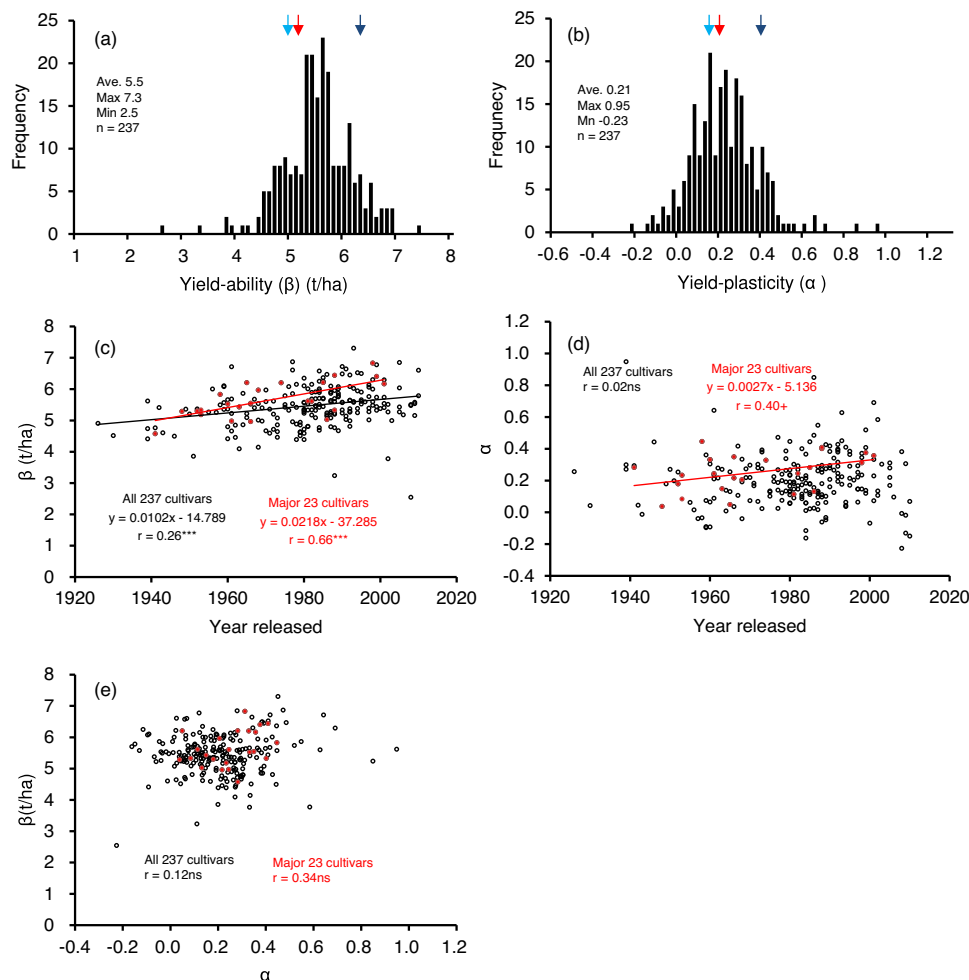 (a)
Ave. 5.5
Max 7.3
Min 2.5
n = 237
Frequency
25
20
15
10
5
0
1 2 3 4 5 6 7 8
Yield-ability (β) (t/ha)
(b)
Ave. 0.21
Max 0.95
Mn -0.23
n = 237
Frequnecy
25
20
15
10
5
0
-0.6 -0.4 -0.2 0.0 0.2 0.4 0.6 0.8 1.0 1.2
Yield-plasticity (α )
(c)
β (t/ha)
8
7
6
5
4
3
2
1
0
All 237 cultivars
y = 0.0102x - 14.789
r = 0.26***
Major 23 cultivars
y = 0.0218x - 37.285
r = 0.66***
1920 1940 1960 1980 2000 2020
Year released
(d)
α
1.2
1.0
0.8
0.6
0.4
0.2
0.0
-0.2
-0.4
All 237 cultivars
r = 0.02ns
Major 23 cultivars
y = 0.0027x - 5.136
r = 0.40+
1920 1940 1960 1980 2000 2020
Year released
(e)
β(t/ha)
8
7
6
5
4
3
2
1
0
All 237 cultivars
r = 0.12ns
Major 23 cultivars
r = 0.34ns
-0.4 -0.2 0.0 0.2 0.4 0.6 0.8 1.0 1.2
α